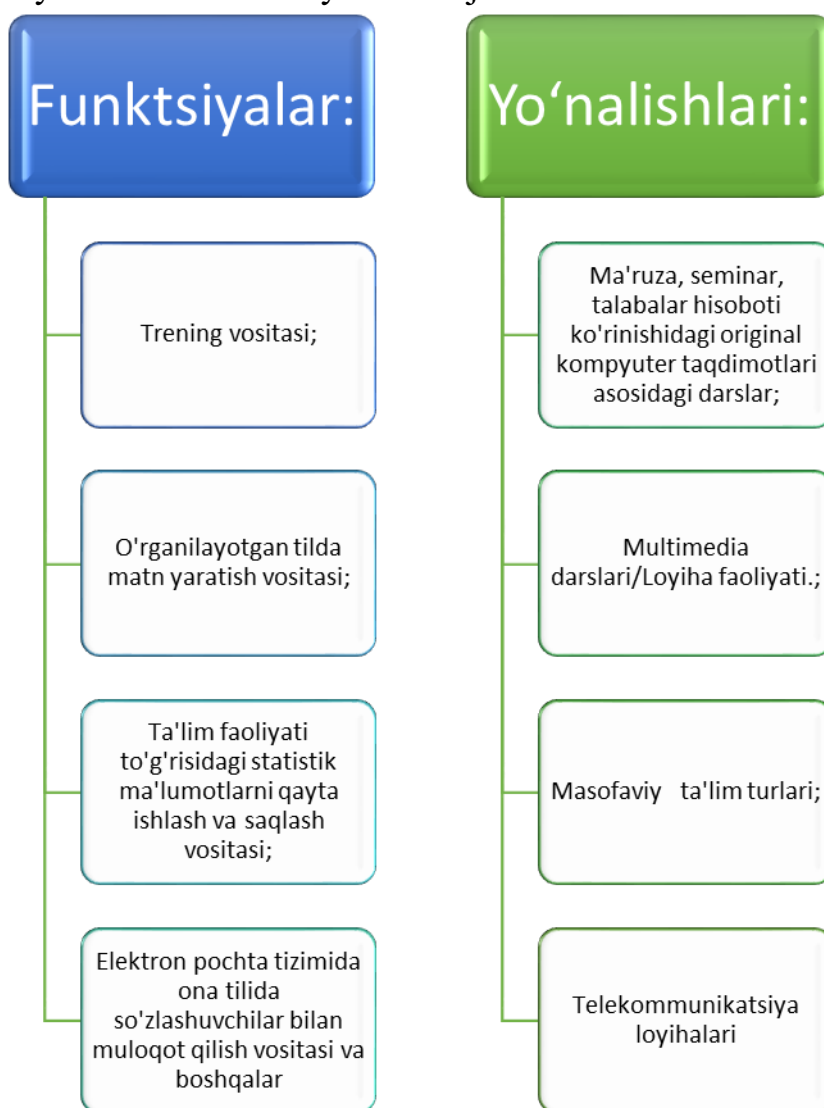 Funktsiyalar:
Trening vositasi;
O'rganilayotgan tilda
matn yaratish vositasi;
Ta'lim faoliyati
to'g'risidagi statistik
ma'lumotlarni qayta
ishlash va saqlash
vositasi;
Elektron pochta tizimida
ona tilida
so'zlashuvchilar bilan
muloqot qilish vositasi va
boshqalar
Yo‘nalishlari:
Ma'ruza, seminar,
talabalar hisoboti
ko'rinishidagi original
kompyuter taqdimotlari
asosidagi darslar;
Multimedia
darslari/Loyiha faoliyati.;
Masofaviy ta'lim turlari;
Telekommunikatsiya
loyihalari